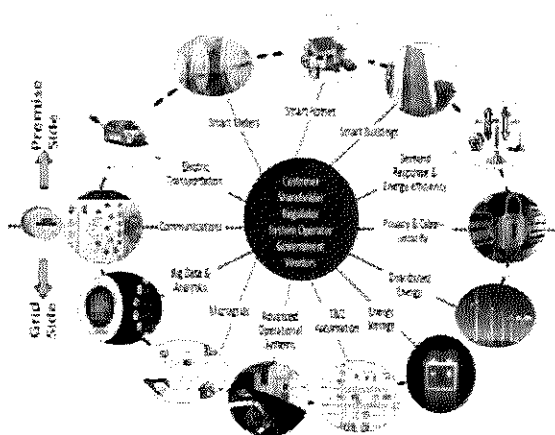 Premise
Side
Grid
Side
Smart Meters
Smart Homes
Smart Buildings
Electric
Transportation
Demand
Response &
Energy efficiency
Communications
Privacy & Cyber-
security
Big Data &
Analytics
Distributed
Energy
Microgrids
Advanced
Operational
Systems
Automation
Energy
Storage
Customer
Shareholder
Regulator
System Operator
Government